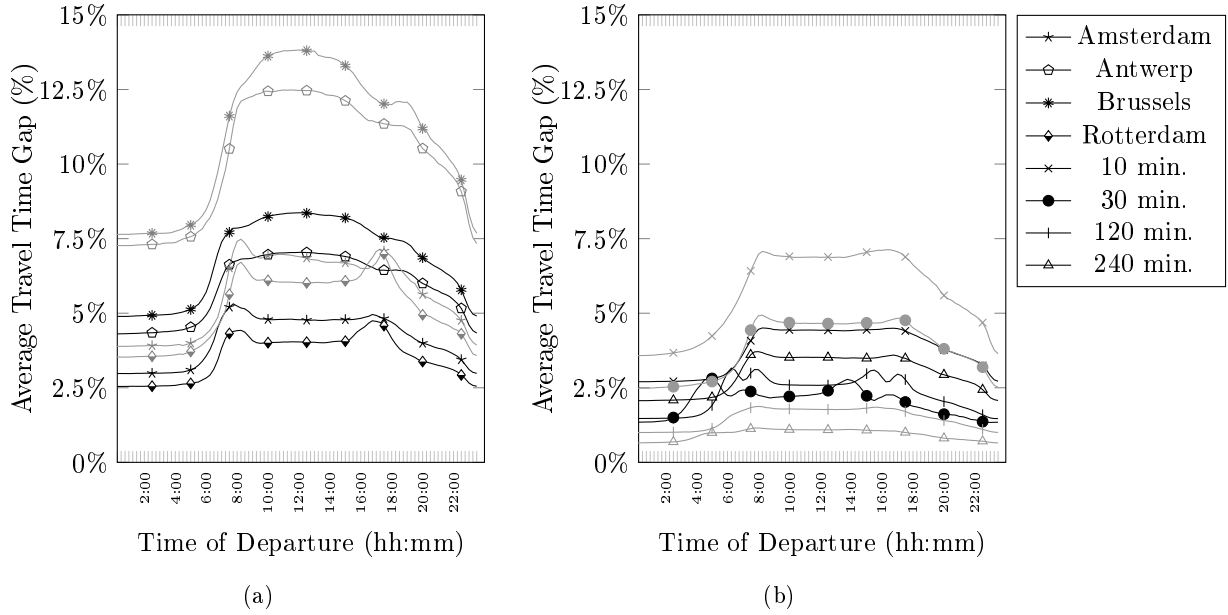 Average Travel Time Gap (%)
15%
12.5%
10%
7.5%
5%
2.5%
0%
2:00
4:00
6:00
8:00
10:00
12:00
14:00
16:00
18:00
20:00
22:00
Time of Departure (hh:mm)
(a)
Average Travel Time Gap (%)
15%
12.5%
10%
7.5%
5%
2.5%
0%
2:00
4:00
6:00
8:00
10:00
12:00
14:00
16:00
18:00
20:00
22:00
Time of Departure (hh:mm)
(b)
Amsterdam
Antwerp
Brussels
Rotterdam
10 min.
30 min.
120 min.
240 min.